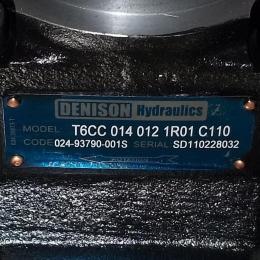 DENISON Hydraulics
MODEL T6CC 014 012 1R01 C110
CODE 024-93790-001S SERIAL SD110228032